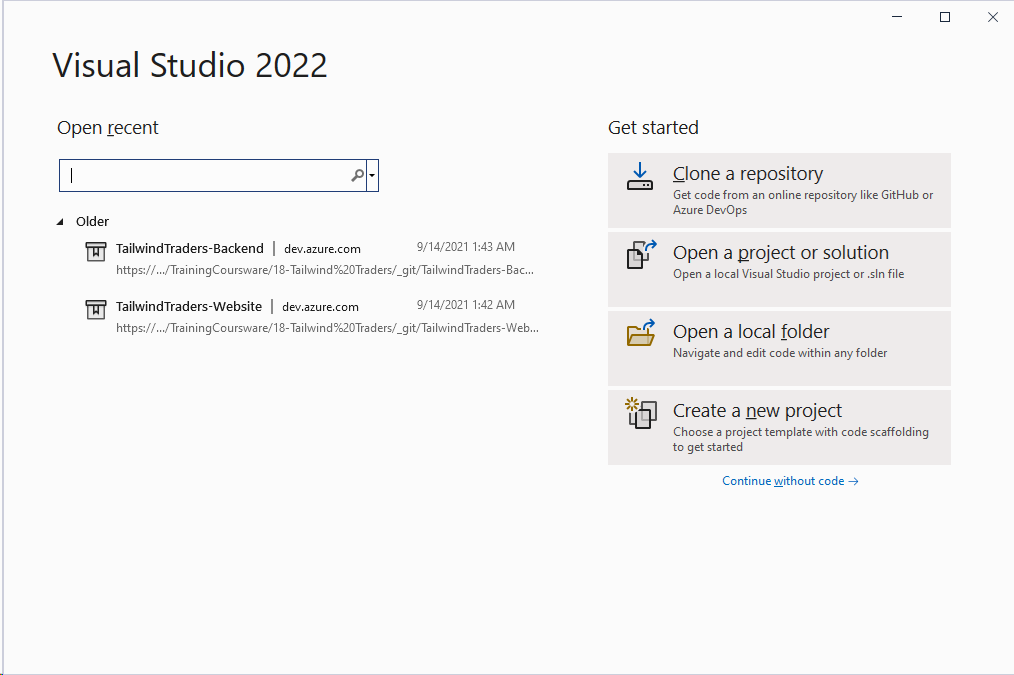 Visual Studio 2022
Open recent
Older
TailwindTraders-Backend | dev.azure.com 9/14/2021 1:43 AM
https://.../TrainingCoursware/18-Tailwind%20Traders/_git/TailwindTraders-Bac...
TailwindTraders-Website | dev.azure.com 9/14/2021 1:42 AM
https://.../TrainingCoursware/18-Tailwind%20Traders/_git/TailwindTraders-Web...
Get started
Clone a repository
Get code from an online repository like GitHub or
Azure DevOps
Open a project or solution
Open a local Visual Studio project or .sln file
Open a local folder
Navigate and edit code within any folder
Create a new project
Choose a project template with code scaffolding
to get started
Continue without code →